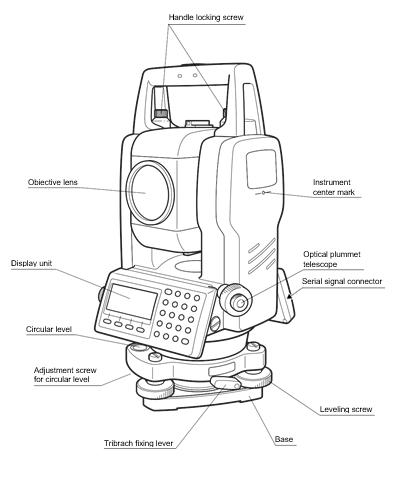 Handle locking screw
Objective lens
Instrument
center mark
Optical plummet
telescope
Display unit
Serial signal connector
Circular level
Adjustment screw
for circular level
Leveling screw
Tribrach fixing lever
Base